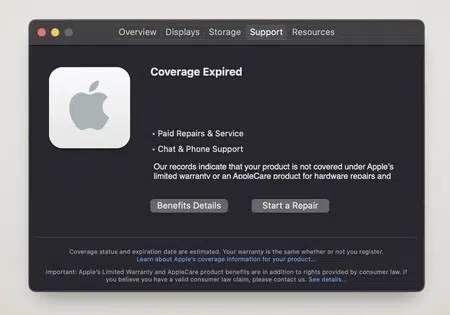 Overview Displays Storage Support Resources
Coverage Expired
• Paid Repairs & Service
• Chat & Phone Support
Our records indicate that your product is not covered under Apple's
limited warranty or an AppleCare product for hardware repairs and
Benefits Details Start a Repair
Coverage status and expiration date are estimated. Your warranty is the same whether or not you register.
Learn about Apple's coverage information for your product...
Important: Apple's Limited Warranty and AppleCare product benefits are in addition to rights provided by consumer law. If
you believe you have a valid consumer law claim, please contact us. See details...